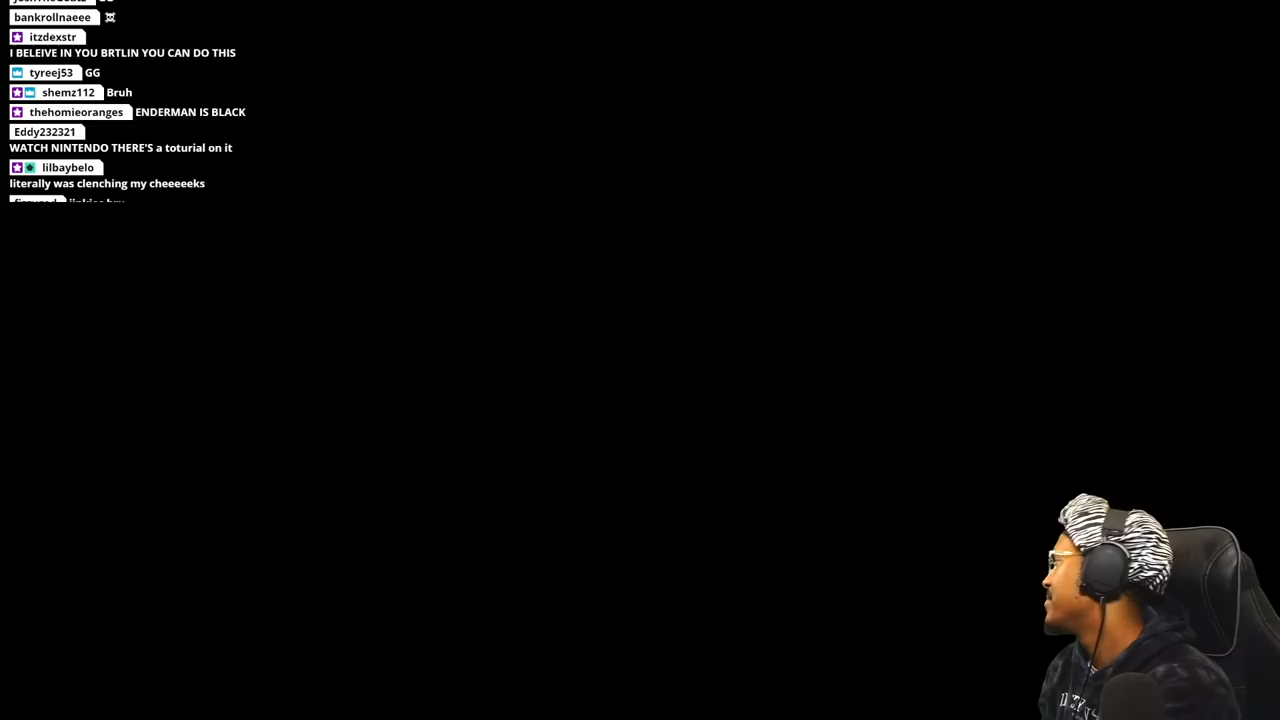 bankrollnaeee ☠
itzdexstr
I BELEIVE IN YOU BRTLIN YOU CAN DO THIS
tyreej53 GG
shemz112 Bruh
thehomieoranges ENDERMAN IS BLACK
Eddy232321
WATCH NINTENDO THERE'S a toturial on it
lilbaybelo
literally was clenching my cheeeeeks